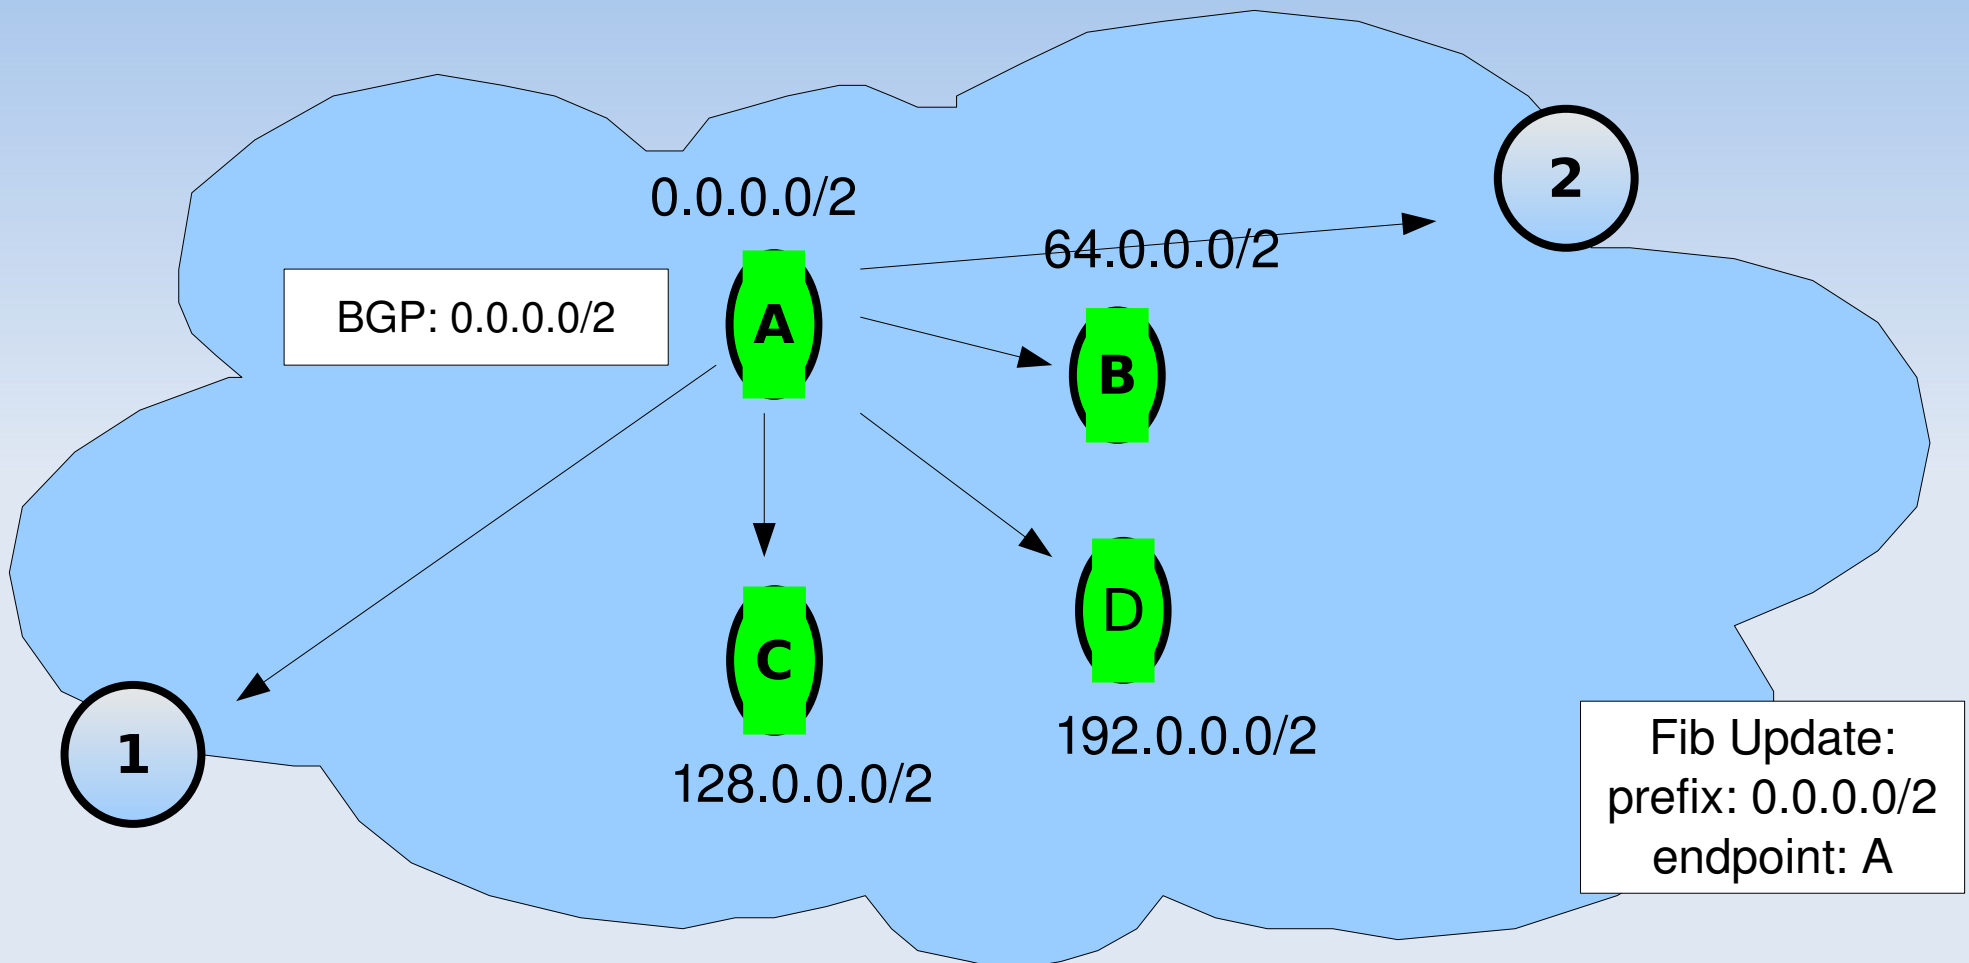 2
0.0.0.0/2
64.0.0.0/2
BGP: 0.0.0.0/2
A
B
D
C
192.0.0.0/2
1
128.0.0.0/2
Fib Update:
prefix: 0.0.0.0/2
endpoint: A